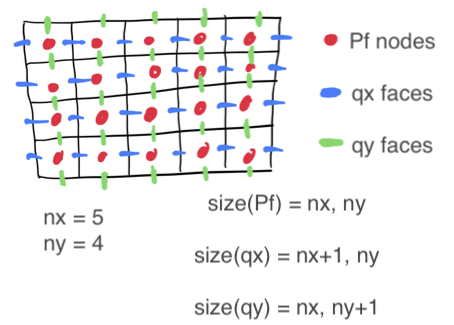 Pf nodes
qx faces
qy faces
nx = 5
ny = 4
size(Pf) = nx, ny
size(qx) = nx+1, ny
size(qy) = nx, ny+1